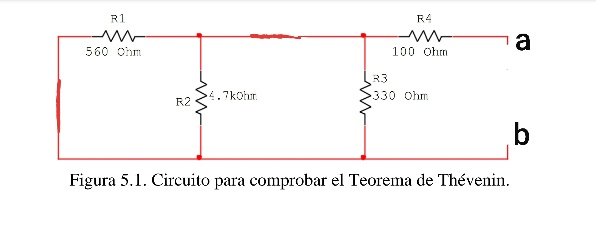 R1
R4
560 Ohm
100 Ohm
a
R3
R2
4.7kOhm
330 Ohm
b
Figura 5.1. Circuito para comprobar el Teorema de Thévenin.